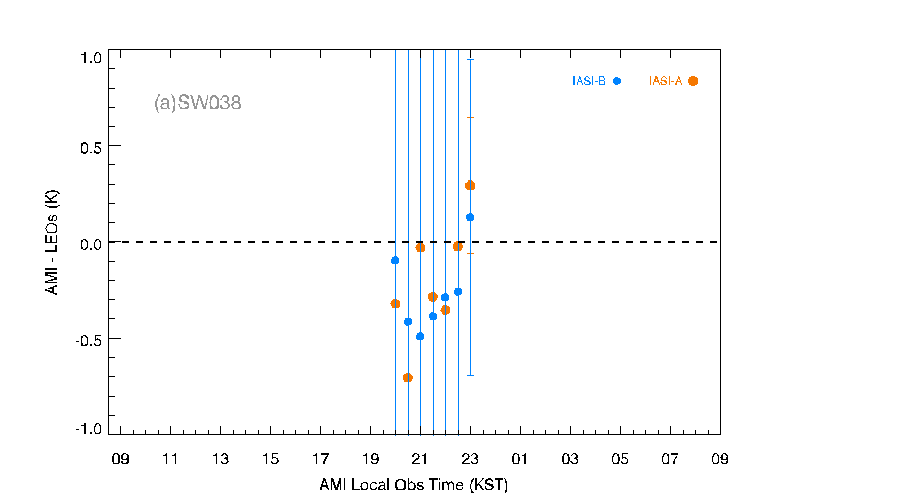 1.0
IASI-B
IASI-A
(a)SW038
0.5
0.0
-0.5
-1.0
AMI - LEOs (K)
09 11 13 15 17 19 21 23 01 03 05 07 09
AMI Local Obs Time (KST)